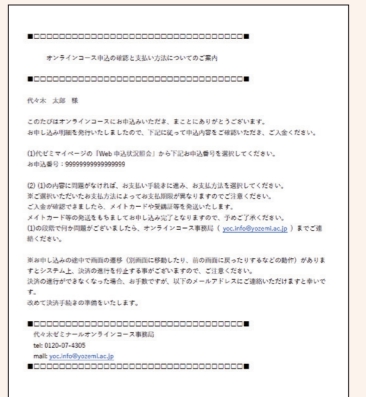 ■□□□□□□□□□□□□□□□□□□□□□□□□□□□□□□■
オンラインコース申込の確認と支払い方法についてのご案内
■□□□□□□□□□□□□□□□□□□□□□□□□□□□□□□■
代々木 太郎 様
このたびはオンラインコースにお申込みいただき、まことにありがとうございます。
お申し込み明細を発行いたしましたので、下記に従って申込内容をご確認いただき、ご入金ください。
(1)代ゼミマイページの「Web 申込状況照会」から下記お申込番号を選択してください。
お申込番号：9999999999999999
(2) (1)の内容に問題がなければ、お支払い手続きに進み、お支払方法を選択してください。
※ご選択いただいたお支払方法によってお支払期限が異なりますのでご注意ください。
ご入金が確認できましたら、メイトカードや受講証等を発送いたします。
メイトカード等の発送をもちましてお申し込み完了となりますので、予めご了承ください。
(1)の段階で何か問題がございましたら、オンラインコース事務局（ yoc.info@yozemi.ac.jp ）までご連
絡ください。
※お申し込みの途中で画面の遷移（別画面に移動したり、前の画面に戻ったりするなどの動作）がありま
すとシステム上、決済の進行を停止する事がございますので、ご注意ください。
決済の進行ができなくなった場合、お手数ですが、以下のメールアドレスにご連絡いただけますと幸いで
す。
改めて決済手続きの準備をいたします。
■□□□□□□□□□□□□□□□□□□□□□□□□□□□□□□■
代々木ゼミナールオンラインコース事務局
tel: 0120-07-4305
mail: yoc.info@yozemi.ac.jp
■□□□□□□□□□□□□□□□□□□□□□□□□□□□□□□■